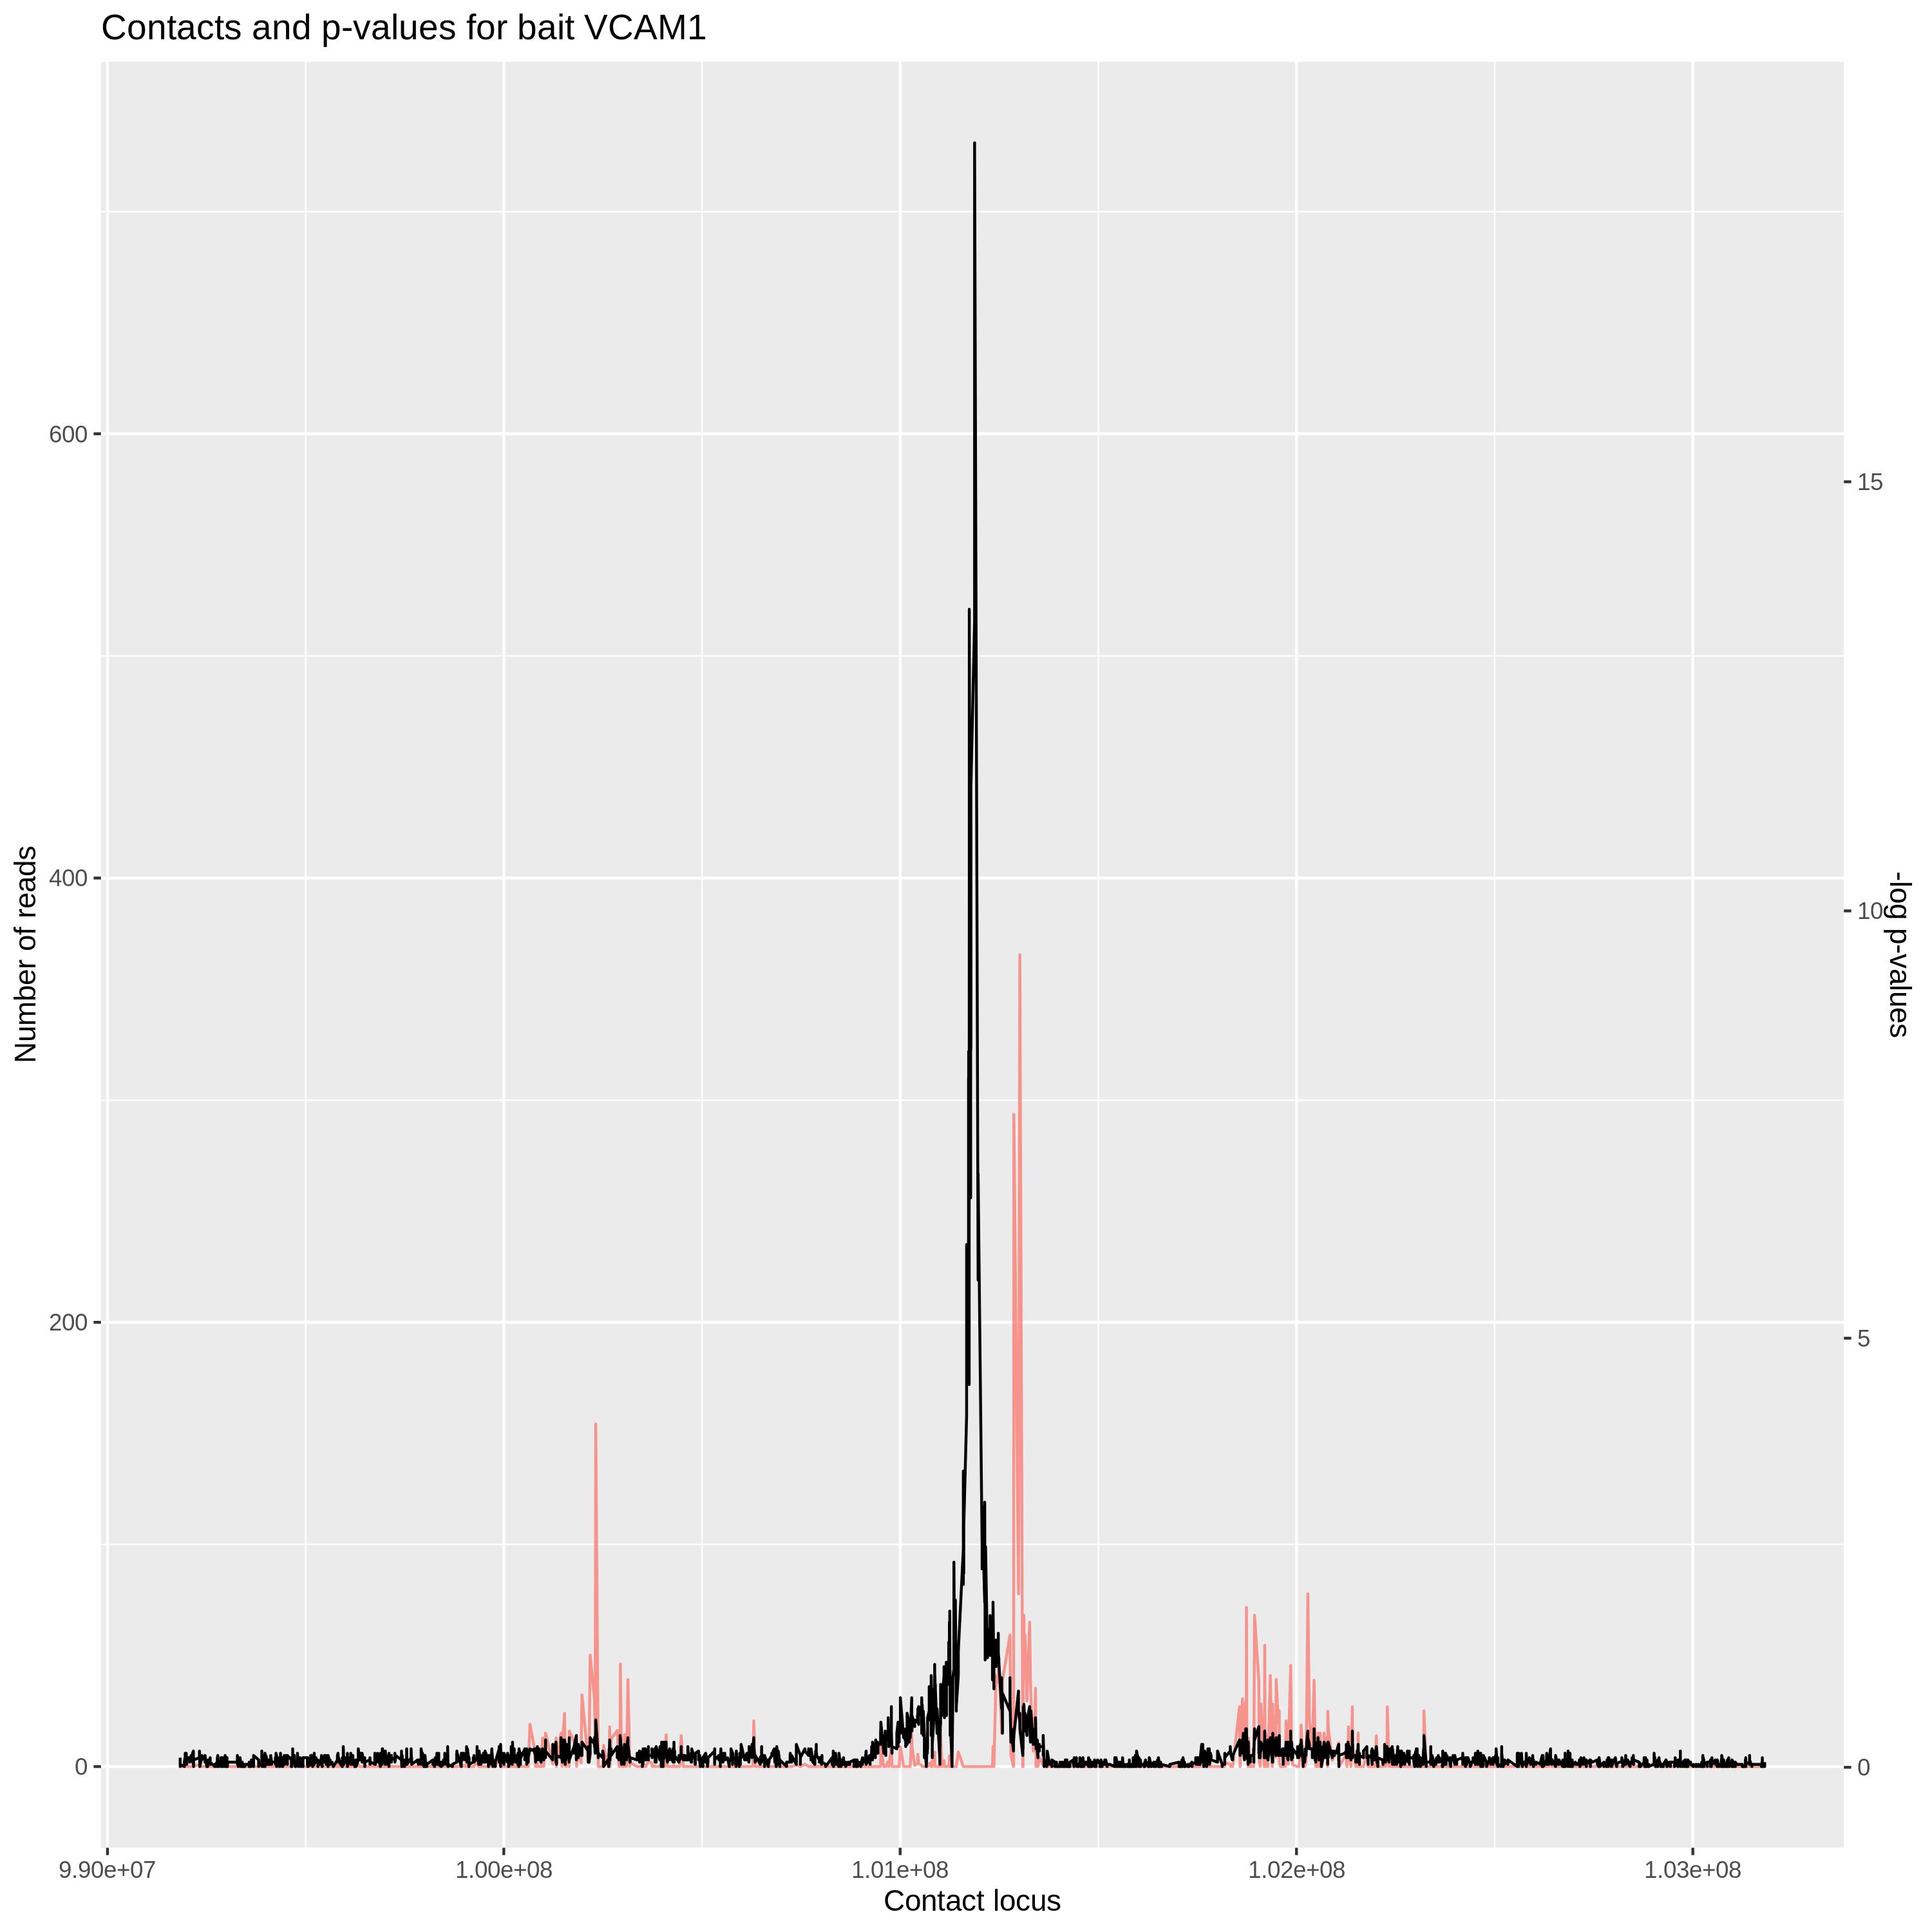 Contacts and p-values for bait VCAM1
600
400
200
0
Number of reads
15
10
5
0
-log p-values
9.90e+07
1.00e+08
1.01e+08
1.02e+08
1.03e+08
Contact locus